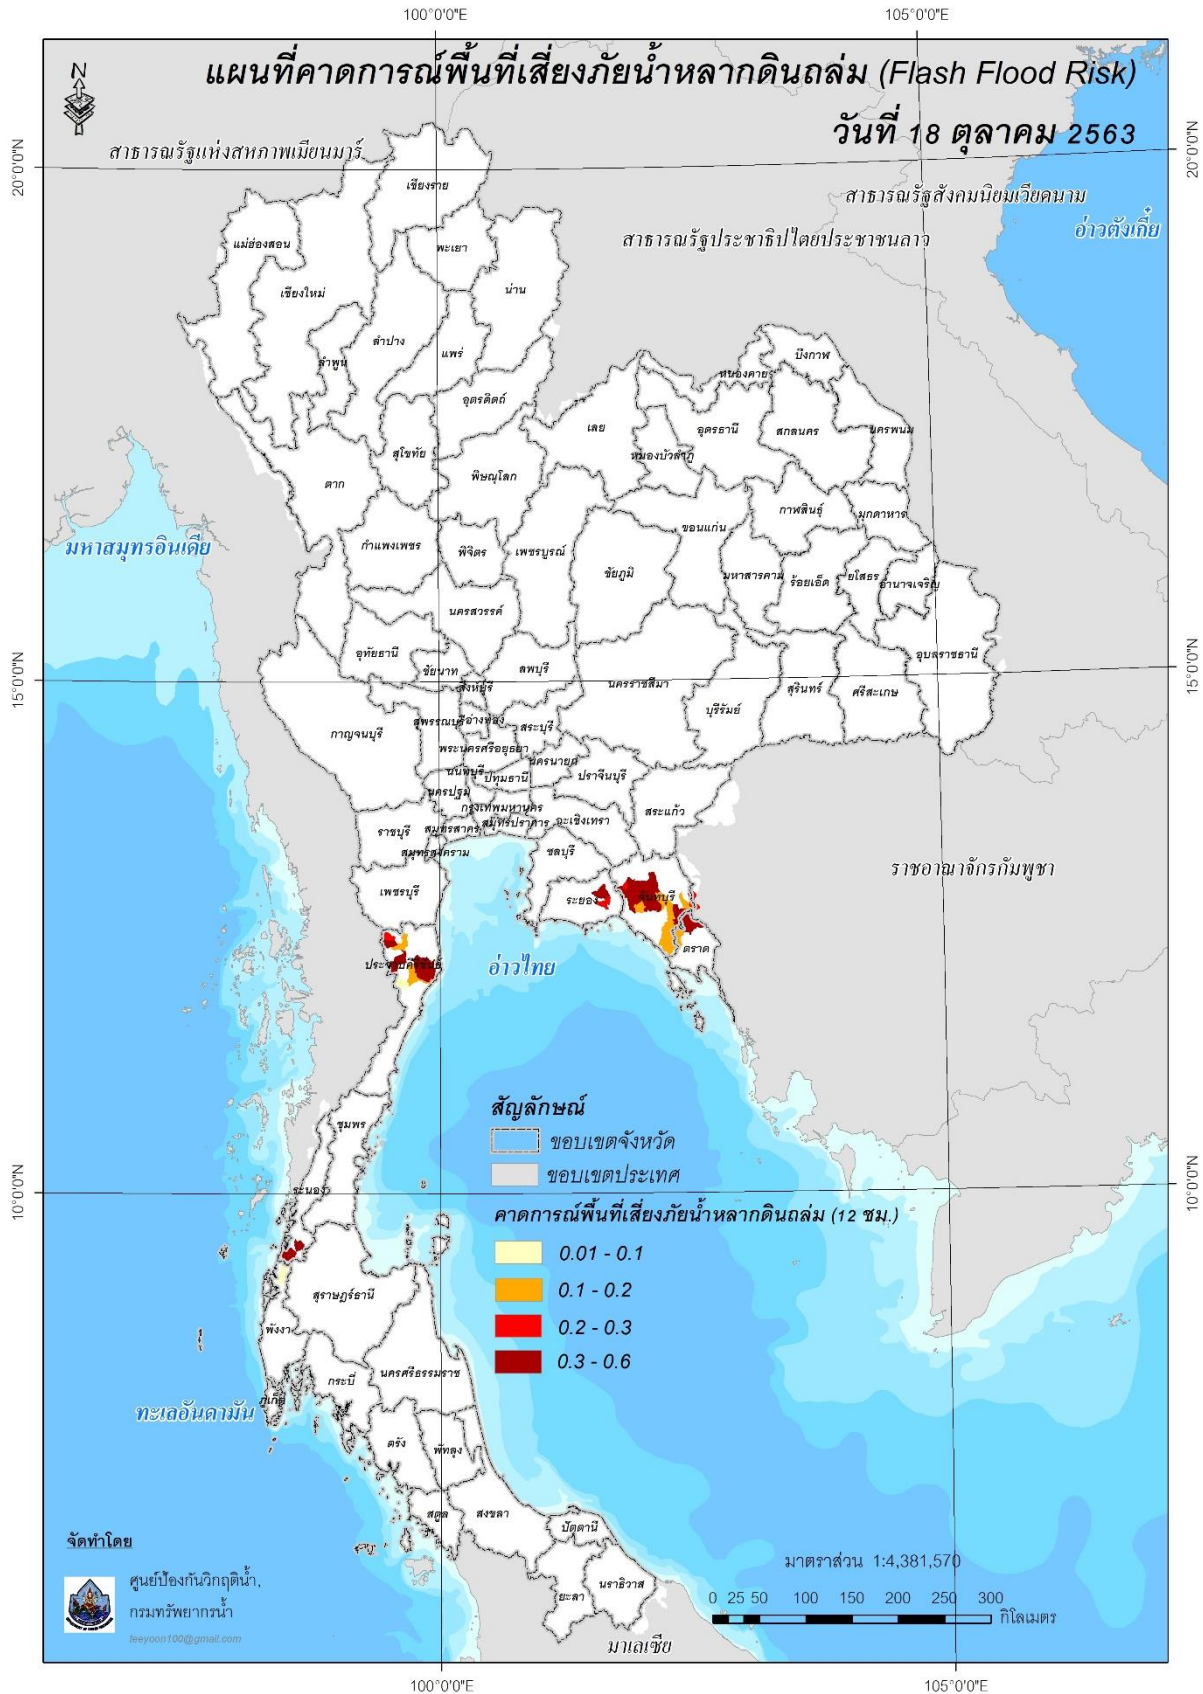 100°0'0"E
105°0'0"E
แผนที่คาดการณ์พื้นที่เสี่ยงภัยน้ำหลากดินถล่ม (Flash Flood Risk)
วันที่ 18 ตุลาคม 2563
N
20°0'0"N
20°0'0"N
สาธารณรัฐแห่งสหภาพเมียนมาร์
สาธารณรัฐสังคมนิยมเวียดนาม
สาธารณรัฐประชาธิปไตยประชาชนลาว
อ่าวตังเกี๋ย
เชียงราย
แม่ฮ่องสอน
พะเยา
น่าน
เชียงใหม่
ลำปาง
แพร่
ลำพูน
บึงกาฬ
หนองคาย
อุตรดิตถ์
เลย
อุดรธานี
สกลนคร
นครพนม
สุโขทัย
หนองบัวลำภู
ตาก
พิษณุโลก
กาฬสินธุ์
มุกดาหาร
ขอนแก่น
มหาสมุทรอินเดีย
กำแพงเพชร
พิจิตร
เพชรบูรณ์
ชัยภูมิ
มหาสารคาม
ร้อยเอ็ด
ยโสธร
อำนาจเจริญ
นครสวรรค์
อุทัยธานี
ชัยนาท
ลพบุรี
อุบลราชธานี
15°0'0"N
15°0'0"N
สิงห์บุรี
นครราชสีมา
สุรินทร์
ศรีสะเกษ
บุรีรัมย์
กาญจนบุรี
สุพรรณบุรี
อ่างทอง
สระบุรี
พระนครศรีอยุธยา
นครนายก
นนทบุรี
ปทุมธานี
ปราจีนบุรี
นครปฐม
กรุงเทพมหานคร
สระแก้ว
ราชบุรี
สมุทรสาคร
สมุทรปราการ
ฉะเชิงเทรา
สมุทรสงคราม
ชลบุรี
ราชอาณาจักรกัมพูชา
เพชรบุรี
ระยอง
จันทบุรี
ตราด
ประจวบคีรีขันธ์
อ่าวไทย
สัญลักษณ์
ขอบเขตจังหวัด
ขอบเขตประเทศ
ชุมพร
ระนอง
10°0'0"N
10°0'0"N
คาดการณ์พื้นที่เสี่ยงภัยน้ำหลากดินถล่ม (12 ชม.)
0.01 - 0.1
0.1 - 0.2
0.2 - 0.3
0.3 - 0.6
สุราษฎร์ธานี
พังงา
นครศรีธรรมราช
กระบี่
ภูเก็ต
ทะเลอันดามัน
ตรัง
พัทลุง
สตูล
สงขลา
ปัตตานี
ยะลา
นราธิวาส
มาเลเซีย
จัดทำโดย
ศูนย์ป้องกันวิกฤติน้ำ,
กรมทรัพยากรน้ำ
teeyoon100@gmail.com
มาตราส่วน 1:4,381,570
0 25 50 100 150 200 250 300
กิโลเมตร
100°0'0"E
105°0'0"E